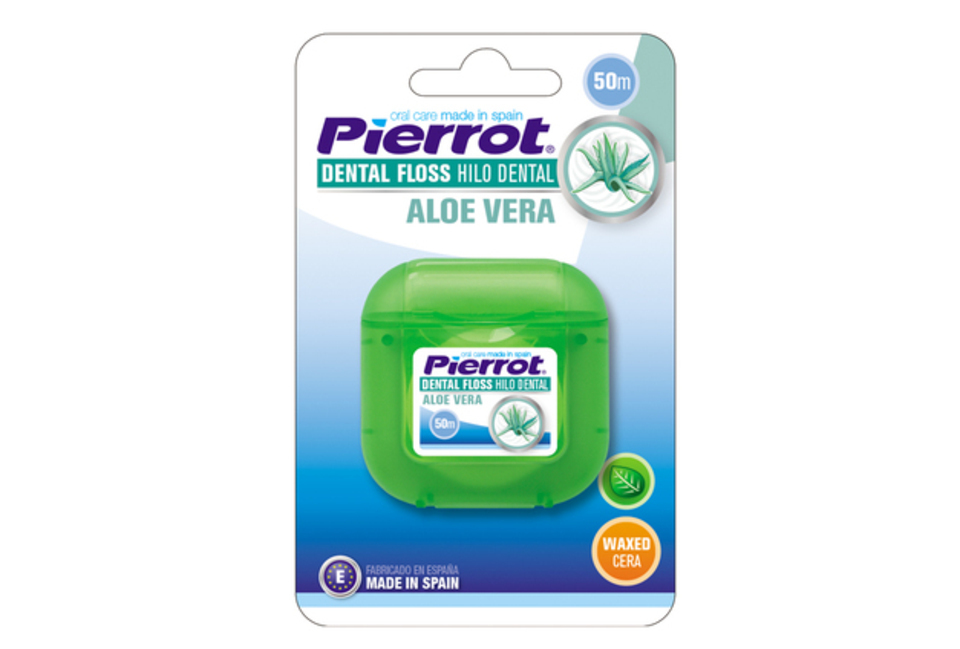 50m
oral care made in spain
Pierrot®
DENTAL FLOSS HILO DENTAL
ALOE VERA
oral care made in spain
Pierrot®
DENTAL FLOSS HILO DENTAL
ALOE VERA
50m
WAXED
CERA
E
FABRICADO EN ESPAÑA
MADE IN SPAIN